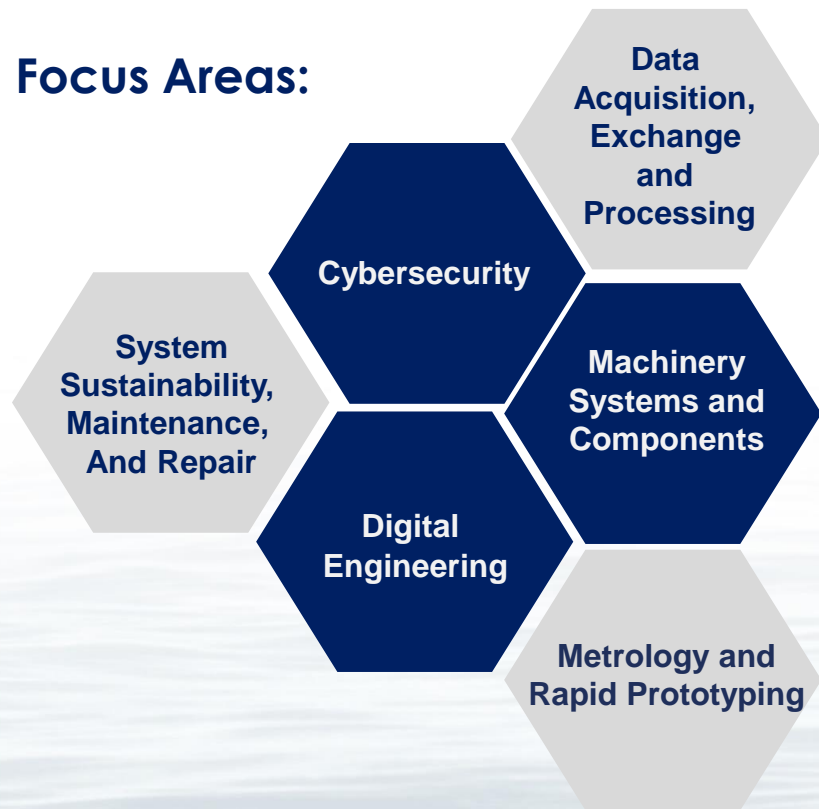 Focus Areas:
Data
Acquisition,
Exchange
and
Processing
Cybersecurity
System
Sustainability,
Maintenance,
And Repair
Machinery
Systems and
Components
Digital
Engineering
Metrology and
Rapid Prototyping